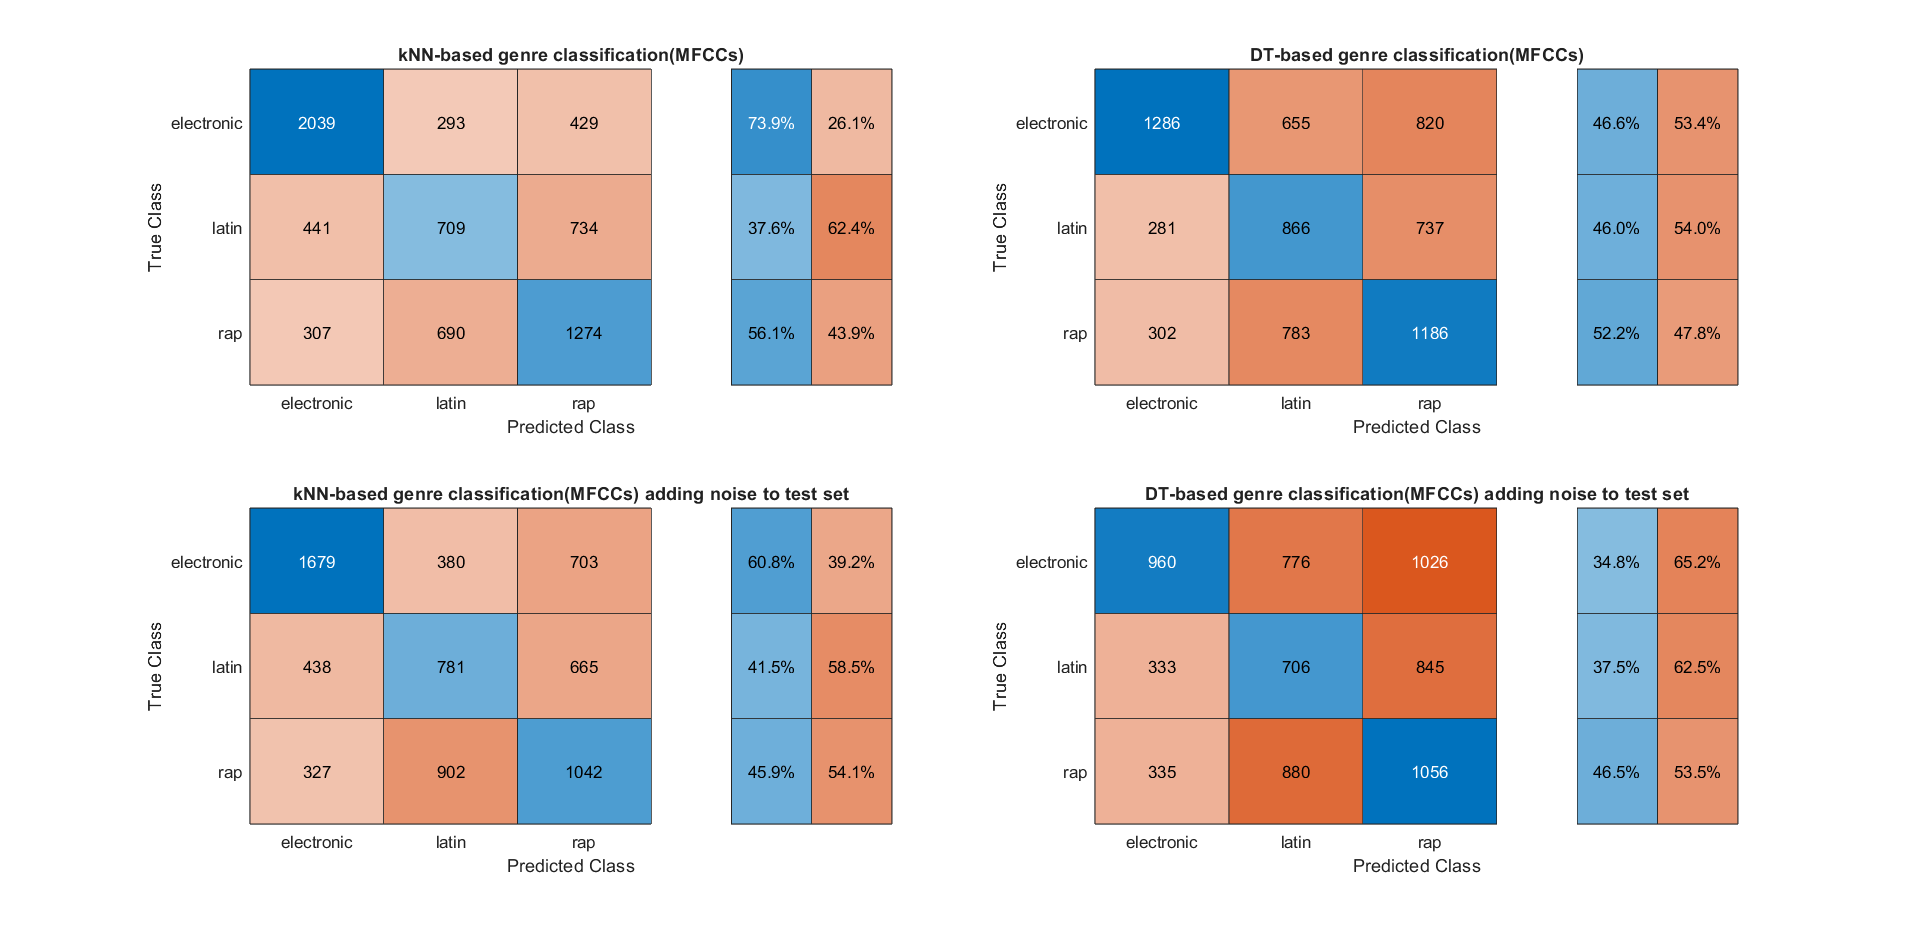 kNN-based genre classification(MFCCs)
electronic 2039 293 429 73.9% 26.1%
latin 441 709 734 37.6% 62.4%
rap 307 690 1274 56.1% 43.9%
True Class
electronic latin rap
Predicted Class
DT-based genre classification(MFCCs)
electronic 1286 655 820 46.6% 53.4%
latin 281 866 737 46.0% 54.0%
rap 302 783 1186 52.2% 47.8%
True Class
electronic latin rap
Predicted Class
kNN-based genre classification(MFCCs) adding noise to test set
electronic 1679 380 703 60.8% 39.2%
latin 438 781 665 41.5% 58.5%
rap 327 902 1042 45.9% 54.1%
True Class
electronic latin rap
Predicted Class
DT-based genre classification(MFCCs) adding noise to test set
electronic 960 776 1026 34.8% 65.2%
latin 333 706 845 37.5% 62.5%
rap 335 880 1056 46.5% 53.5%
True Class
electronic latin rap
Predicted Class